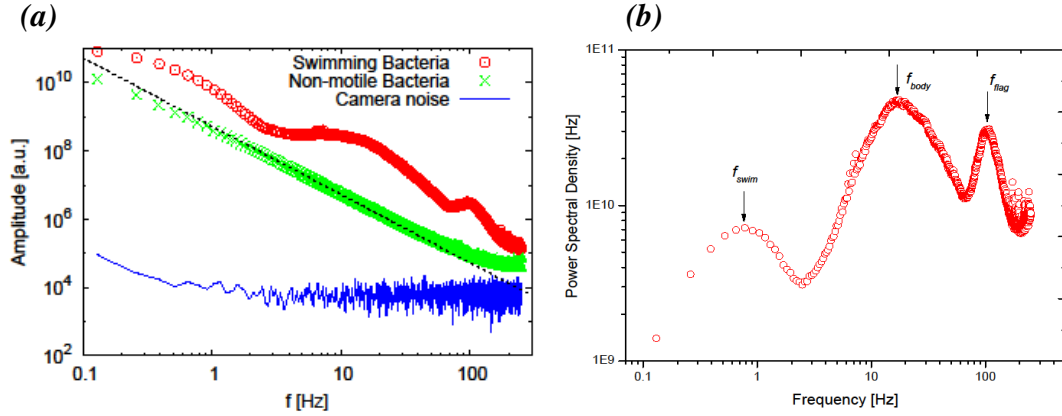 (a)
Amplitude [a.u.]
10^10
10^8
10^6
10^4
10^2
Swimming Bacteria
Non-motile Bacteria
Camera noise
0.1 1 10 100
f [Hz]
(b)
Power Spectral Density [Hz]
1E11
1E10
1E9
f_swim
f_body
f_flag
0.1 1 10 100
Frequency [Hz]